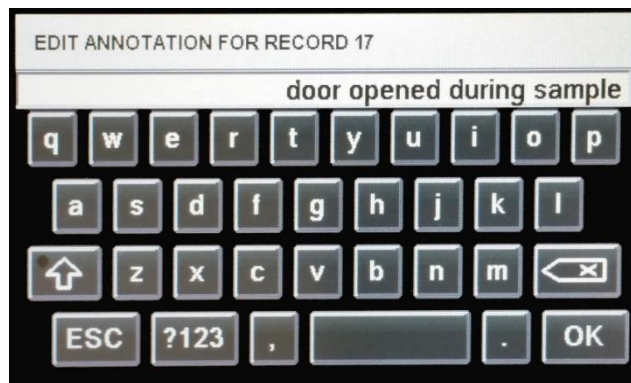 EDIT ANNOTATION FOR RECORD 17
door opened during sample
q w e r t y u i o p
a s d f g h j k l
z x c v b n m
ESC ?123 , . OK